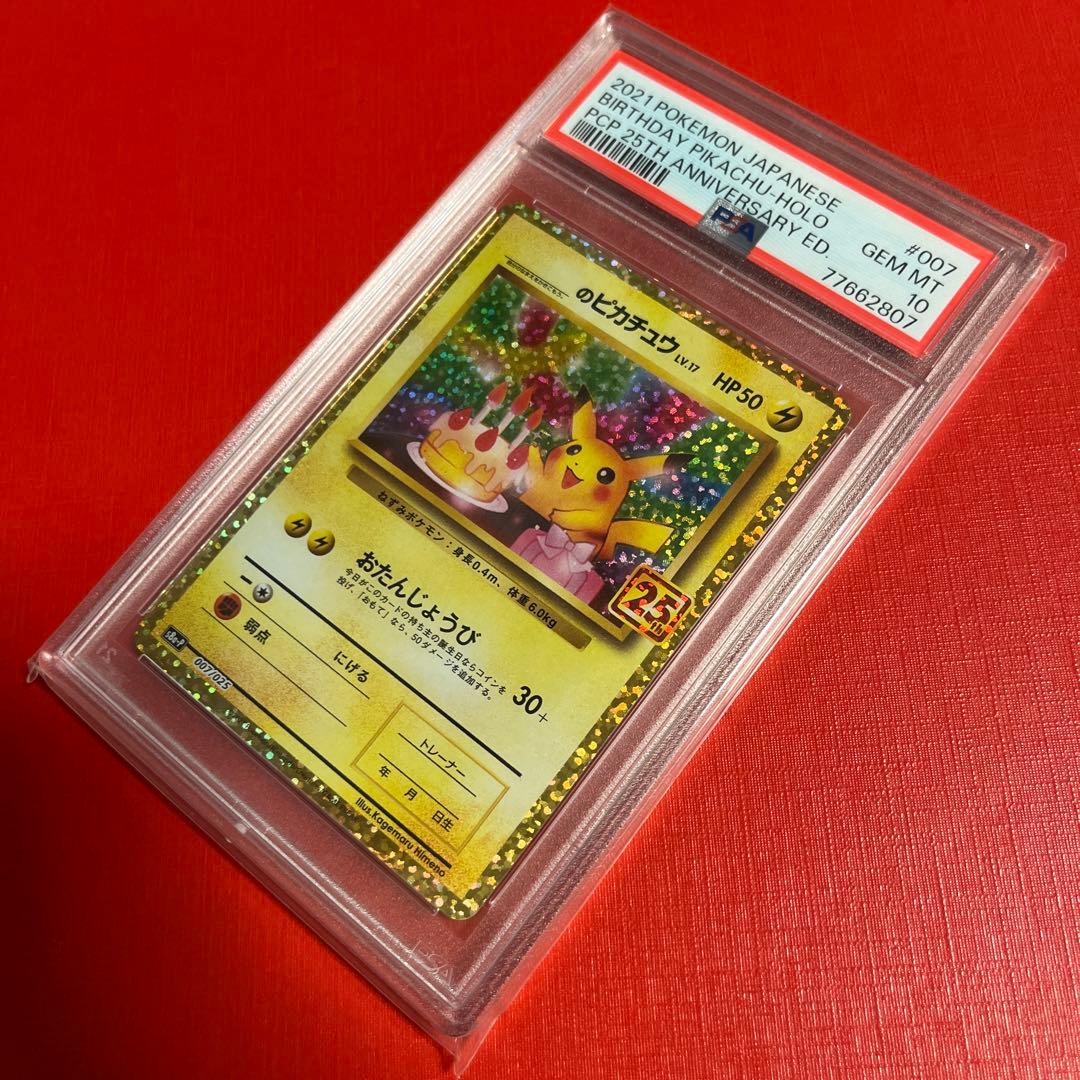 2021 POKEMON JAPANESE #007
BIRTHDAY PIKACHU-HOLO GEM MT
PCP 25TH ANNIVERSARY ED. 10
77662807
PSA
のピカチュウ LV.17 HP50
ねずみポケモン：身長0.4m、体重6.0kg
25th
おたんじょうび 30+
今日がこのカードの持ち主の誕生日ならコインを
投げ、「おもて」なら、50ダメージを追加する。
弱点
にげる
トレーナー
年 月 日生
s8a-P 007/025
Illus.Kagemaru Himeno